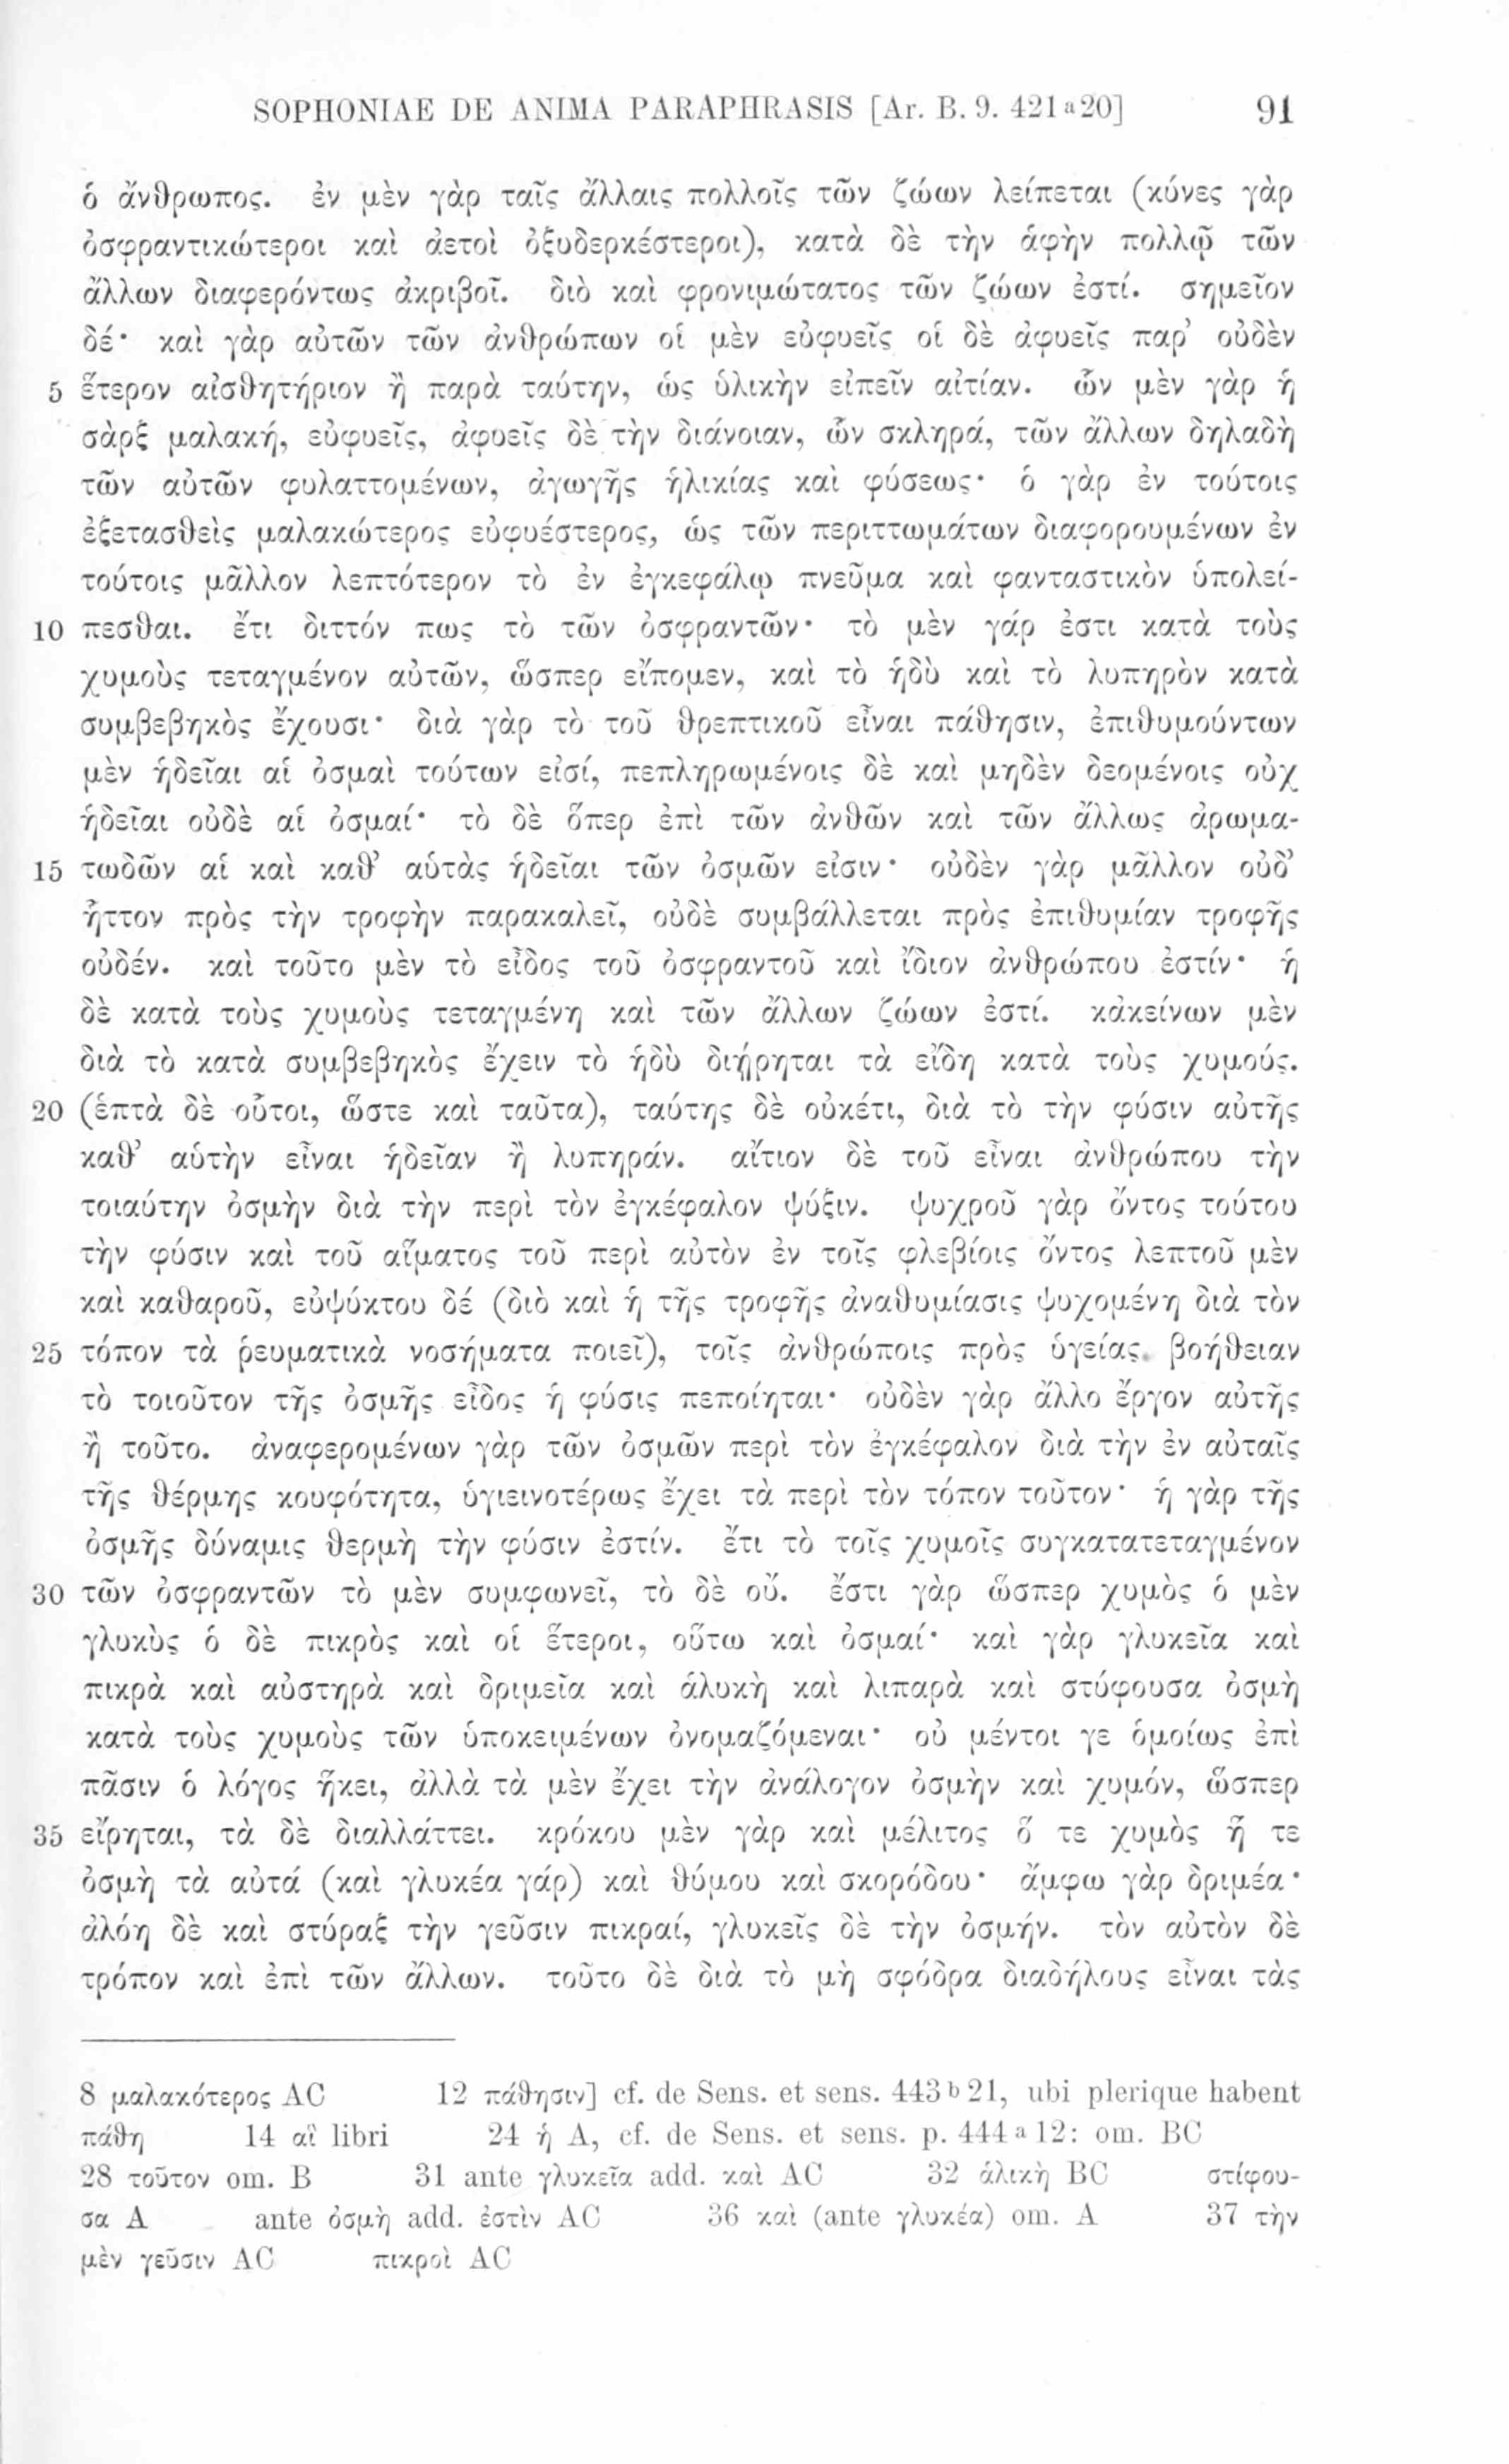 SOPHONIAE DE ANIMA PARAPHRASIS [Ar. B. 9. 421 a 20] 91
ὁ ἄνθρωπος. ἐν μὲν γὰρ ταῖς ἄλλαις πολλοῖς τῶν ζώων λείπεται (κύνες γὰρ
ὀσφραντικώτεροι καὶ ἀετοὶ ὀξυδερκέστεροι), κατὰ δὲ τὴν ἁφὴν πολλῷ τῶν
ἄλλων διαφερόντως ἀκριβοῖ. διὸ καὶ φρονιμώτατος τῶν ζώων ἐστί. σημεῖον
δέ· καὶ γὰρ αὐτῶν τῶν ἀνθρώπων οἱ μὲν εὐφυεῖς οἱ δὲ ἀφυεῖς παρ’ οὐδὲν
5 ἕτερον αἰσθητήριον ἢ παρὰ ταύτην, ὡς ὑλικὴν εἰπεῖν αἰτίαν. ὧν μὲν γὰρ ἡ
σὰρξ μαλακή, εὐφυεῖς, ἀφυεῖς δὲ τὴν διάνοιαν, ὧν σκληρά, τῶν ἄλλων δηλαδὴ
τῶν αὐτῶν φυλαττομένων, ἀγωγῆς ἡλικίας καὶ φύσεως· ὁ γὰρ ἐν τούτοις
ἐξετασθεὶς μαλακώτερος εὐφυέστερος, ὡς τῶν περιττωμάτων διαφορουμένων ἐν
τούτοις μᾶλλον λεπτότερον τὸ ἐν ἐγκεφάλῳ πνεῦμα καὶ φανταστικὸν ὑπολεί-
10 πεσθαι. ἔτι διττόν πως τὸ τῶν ὀσφραντῶν· τὸ μὲν γάρ ἐστι κατὰ τοὺς
χυμοὺς τεταγμένον αὐτῶν, ὥσπερ εἴπομεν, καὶ τὸ ἡδὺ καὶ τὸ λυπηρὸν κατὰ
συμβεβηκὸς ἔχουσι· διὰ γὰρ τὸ τοῦ θρεπτικοῦ εἶναι πάθησιν, ἐπιθυμούντων
μὲν ἡδεῖαι αἱ ὀσμαὶ τούτων εἰσί, πεπληρωμένοις δὲ καὶ μηδὲν δεομένοις οὐχ
ἡδεῖαι οὐδὲ αἱ ὀσμαί· τὸ δὲ ὅπερ ἐπὶ τῶν ἀνθῶν καὶ τῶν ἄλλως ἀρωμα-
15 τωδῶν αἱ καὶ καθ’ αὑτὰς ἡδεῖαι τῶν ὀσμῶν εἰσιν· οὐδὲν γὰρ μᾶλλον οὐδ’
ἧττον πρὸς τὴν τροφὴν παρακαλεῖ, οὐδὲ συμβάλλεται πρὸς ἐπιθυμίαν τροφῆς
οὐδέν. καὶ τοῦτο μὲν τὸ εἶδος τοῦ ὀσφραντοῦ καὶ ἴδιον ἀνθρώπου ἐστίν· ἡ
δὲ κατὰ τοὺς χυμοὺς τεταγμένη καὶ τῶν ἄλλων ζώων ἐστί. κἀκείνων μὲν
διὰ τὸ κατὰ συμβεβηκὸς ἔχειν τὸ ἡδὺ διῄρηται τὰ εἴδη κατὰ τοὺς χυμούς.
20 (ἑπτὰ δὲ οὗτοι, ὥστε καὶ ταῦτα), ταύτης δὲ οὐκέτι, διὰ τὸ τὴν φύσιν αὐτῆς
καθ’ αὑτὴν εἶναι ἡδεῖαν ἢ λυπηράν. αἴτιον δὲ τοῦ εἶναι ἀνθρώπου τὴν
τοιαύτην ὀσμὴν διὰ τὴν περὶ τὸν ἐγκέφαλον ψύξιν. ψυχροῦ γὰρ ὄντος τούτου
τὴν φύσιν καὶ τοῦ αἵματος τοῦ περὶ αὐτὸν ἐν τοῖς φλεβίοις ὄντος λεπτοῦ μὲν
καὶ καθαροῦ, εὐψύκτου δέ (διὸ καὶ ἡ τῆς τροφῆς ἀναθυμίασις ψυχομένη διὰ τὸν
25 τόπον τὰ ῥευματικὰ νοσήματα ποιεῖ), τοῖς ἀνθρώποις πρὸς ὑγείας βοήθειαν
τὸ τοιοῦτον τῆς ὀσμῆς εἶδος ἡ φύσις πεποίηται· οὐδὲν γὰρ ἄλλο ἔργον αὐτῆς
ἢ τοῦτο. ἀναφερομένων γὰρ τῶν ὀσμῶν περὶ τὸν ἐγκέφαλον διὰ τὴν ἐν αὐταῖς
τῆς θέρμης κουφότητα, ὑγιεινοτέρως ἔχει τὰ περὶ τὸν τόπον τοῦτον· ἡ γὰρ τῆς
ὀσμῆς δύναμις θερμὴ τὴν φύσιν ἐστίν. ἔτι τὸ τοῖς χυμοῖς συγκατατεταγμένον
30 τῶν ὀσφραντῶν τὸ μὲν συμφωνεῖ, τὸ δὲ οὔ. ἔστι γὰρ ὥσπερ χυμὸς ὁ μὲν
γλυκὺς ὁ δὲ πικρὸς καὶ οἱ ἕτεροι, οὕτω καὶ ὀσμαί· καὶ γὰρ γλυκεῖα καὶ
πικρὰ καὶ αὐστηρὰ καὶ δριμεῖα καὶ ἁλυκὴ καὶ λιπαρὰ καὶ στύφουσα ὀσμὴ
κατὰ τοὺς χυμοὺς τῶν ὑποκειμένων ὀνομαζόμεναι· οὐ μέντοι γε ὁμοίως ἐπὶ
πᾶσιν ὁ λόγος ἥκει, ἀλλὰ τὰ μὲν ἔχει τὴν ἀνάλογον ὀσμὴν καὶ χυμόν, ὥσπερ
35 εἴρηται, τὰ δὲ διαλλάττει. κρόκου μὲν γὰρ καὶ μέλιτος ὅ τε χυμὸς ἥ τε
ὀσμὴ τὰ αὐτά (καὶ γλυκέα γάρ) καὶ θύμου καὶ σκορόδου· ἄμφω γὰρ δριμέα·
ἀλόη δὲ καὶ στύραξ τὴν γεῦσιν πικραί, γλυκεῖς δὲ τὴν ὀσμήν. τὸν αὐτὸν δὲ
τρόπον καὶ ἐπὶ τῶν ἄλλων. τοῦτο δὲ διὰ τὸ μὴ σφόδρα διαδήλους εἶναι τὰς
8 μαλακότερος AC 12 πάθησιν] cf. de Sens. et sens. 443 b 21, ubi plerique habent
πάθη 14 αἳ libri 24 ἡ A, cf. de Sens. et sens. p. 444 a 12: om. BC
28 τοῦτον om. B 31 ante γλυκεῖα add. καὶ AC 32 ἁλικὴ BC στίφου-
σα A ante ὀσμὴ add. ἐστὶν AC 36 καὶ (ante γλυκέα) om. A 37 τὴν
μὲν γεῦσιν AC πικροὶ AC